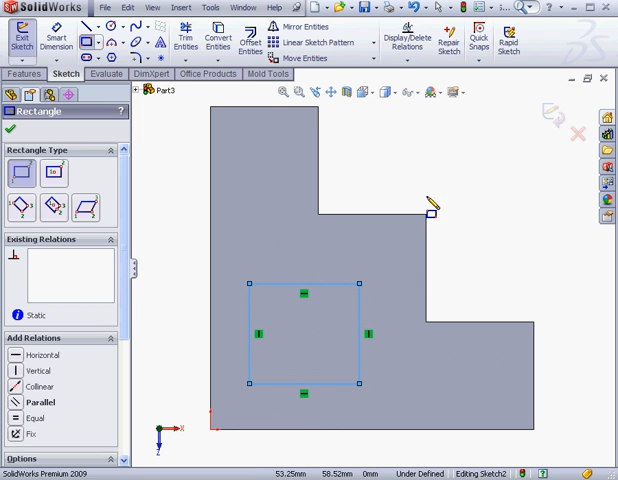 SolidWorks
File Edit View Insert Tools Window Help
Exit Sketch
Smart Dimension
Trim Entities
Convert Entities
Offset Entities
Mirror Entities
Linear Sketch Pattern
Move Entities
Display/Delete Relations
Repair Sketch
Quick Snaps
Rapid Sketch
Features Sketch Evaluate DimXpert Office Products Mold Tools
Part3
Rectangle ?
Rectangle Type
Existing Relations
Static
Add Relations
Horizontal
Vertical
Collinear
Parallel
Equal
Fix
Options
X
Z
SolidWorks Premium 2009 53.25mm 58.52mm 0mm Under Defined Editing Sketch2